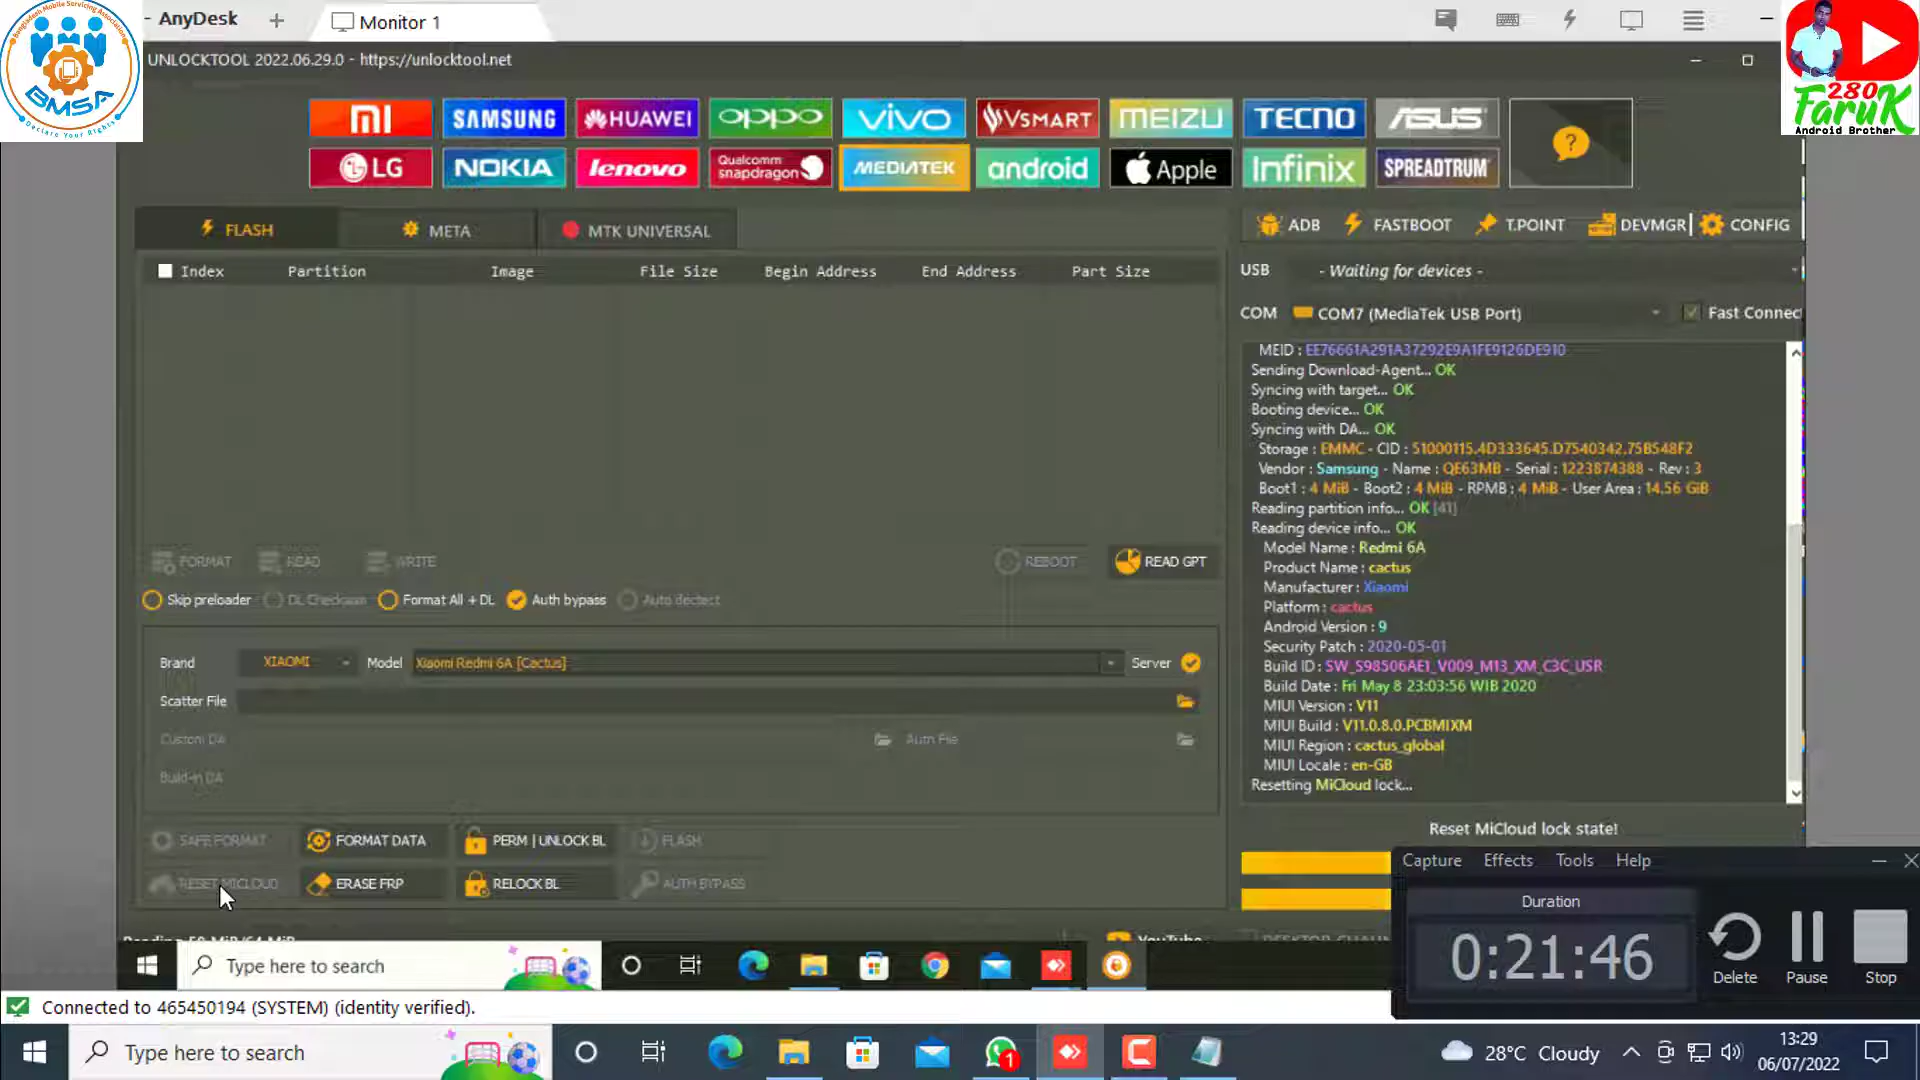 AnyDesk
Monitor 1
Bangladesh Mobile Servicing Association
BMSA
Declare Your Rights
280
FaruK
Android Brother
UNLOCKTOOL 2022.06.29.0 - https://unlocktool.net
MI SAMSUNG HUAWEI oppo vivo VSMART MEIZU TECNO ASUS
LG NOKIA lenovo Qualcomm snapdragon MEDIATEK android Apple Infinix SPREADTRUM
?
FLASH META MTK UNIVERSAL
ADB FASTBOOT T.POINT DEVMGR CONFIG
Index Partition Image File Size Begin Address End Address Part Size
USB - Waiting for devices -
COM COM7 (MediaTek USB Port) Fast Connec
MEID : EE76661A291A37292E9A1FE9126DE910
Sending Download-Agent... OK
Syncing with target... OK
Booting device... OK
Syncing with DA... OK
Storage : EMMC - CID : 51000115.4D333645.D7540342.75B548F2
Vendor : Samsung - Name : QE63MB - Serial : 1223874388 - Rev : 3
Boot1 : 4 MiB - Boot2 : 4 MiB - RPMB : 4 MiB - User Area : 14.56 GiB
Reading partition info... OK [41]
Reading device info... OK
Model Name : Redmi 6A
Product Name : cactus
Manufacturer : Xiaomi
Platform : cactus
Android Version : 9
Security Patch : 2020-05-01
Build ID : SW_S98506AE1_V009_M13_XM_C3C_USR
Build Date : Fri May 8 23:03:56 WIB 2020
MIUI Version : V11
MIUI Build : V11.0.8.0.PCBMIXM
MIUI Region : cactus_global
MIUI Locale : en-GB
Resetting MiCloud lock...
FORMAT READ WRITE REBOOT READ GPT
Skip preloader DL Checksum Format All + DL Auth bypass Auto dectect
Brand XIAOMI Model Xiaomi Redmi 6A [Cactus] Server
Scatter File
Custom DA Auth File
Build-in DA
SAFE FORMAT FORMAT DATA PERM | UNLOCK BL FLASH
RESET MICLOUD ERASE FRP RELOCK BL AUTH BYPASS
Reset MiCloud lock state!
Capture Effects Tools Help
Duration
0:21:46
Delete Pause Stop
YouTube
Type here to search
Connected to 465450194 (SYSTEM) (identity verified).
Type here to search
1
28°C Cloudy
13:29
06/07/2022